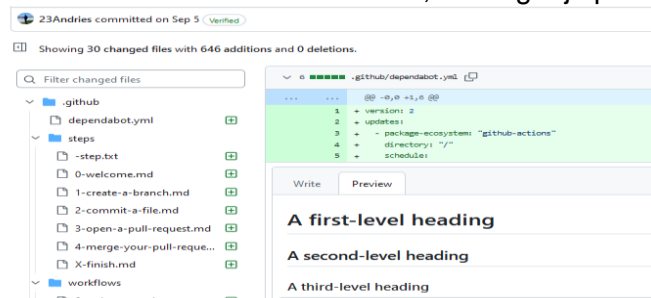 23Andries committed on Sep 5 Verified
Showing 30 changed files with 646 additions and 0 deletions.
Filter changed files
.github
dependabot.yml
steps
-step.txt
0-welcome.md
1-create-a-branch.md
2-commit-a-file.md
3-open-a-pull-request.md
4-merge-your-pull-reque...
X-finish.md
workflows
6 .github/dependabot.yml
... ... @@ -0,0 +1,6 @@
1 + version: 2
2 + updates:
3 + - package-ecosystem: "github-actions"
4 + directory: "/"
5 + schedule:
Write Preview
A first-level heading
A second-level heading
A third-level heading